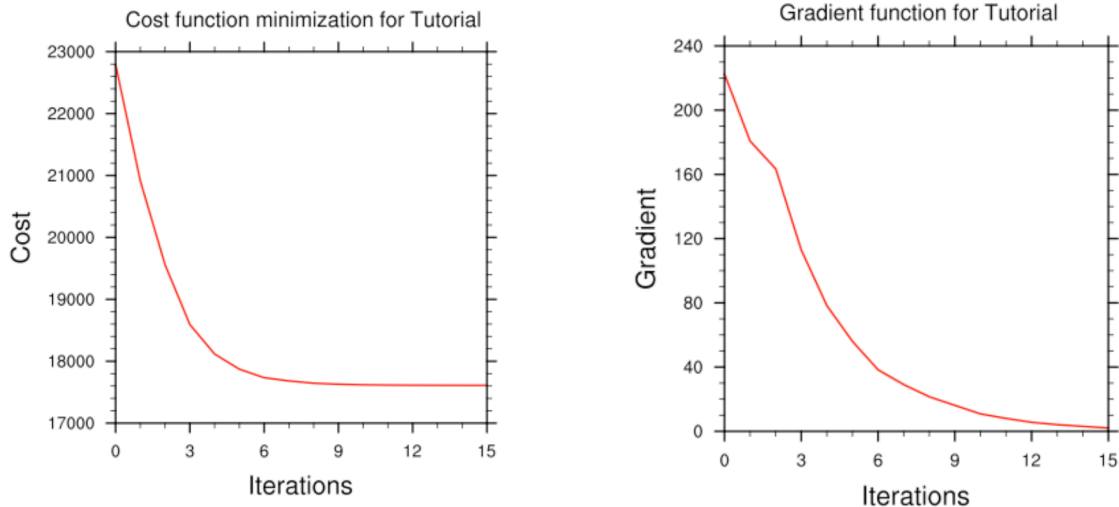 Cost function minimization for Tutorial
23000
22000
21000
20000
19000
18000
17000
Cost
0 3 6 9 12 15
Iterations
Gradient function for Tutorial
240
200
160
120
80
40
0
Gradient
0 3 6 9 12 15
Iterations